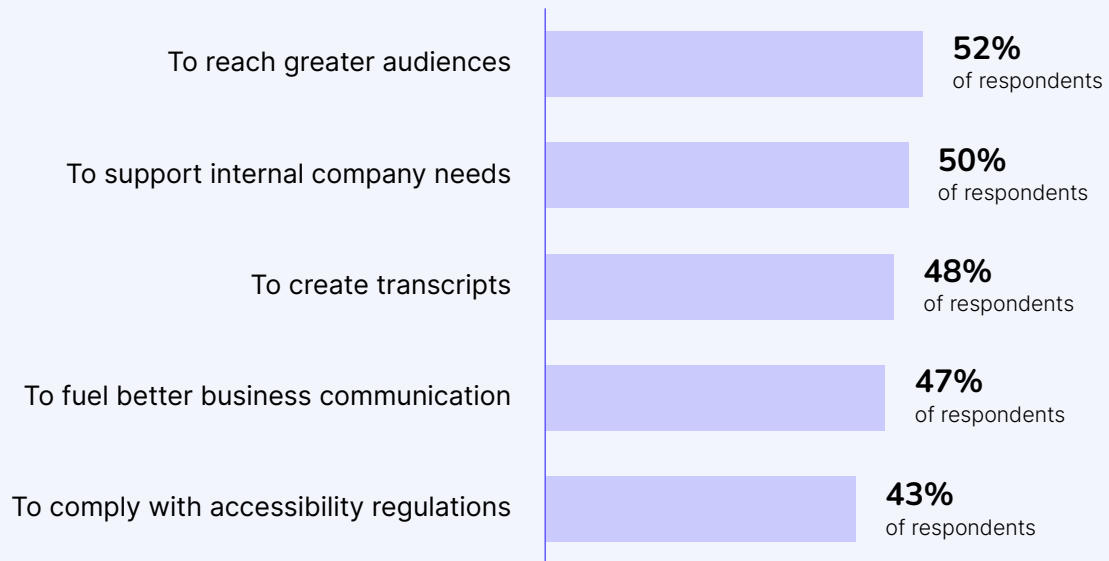 To reach greater audiences
52%
of respondents
To support internal company needs
50%
of respondents
To create transcripts
48%
of respondents
To fuel better business communication
47%
of respondents
To comply with accessibility regulations
43%
of respondents